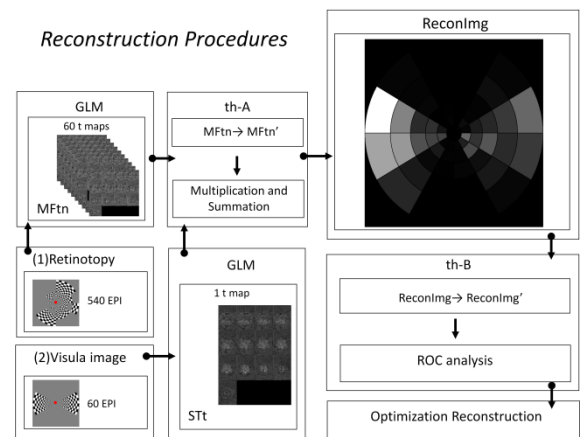 Reconstruction Procedures
GLM
60 t maps
MFtn
(1)Retinotopy
540 EPI
(2)Visula image
60 EPI
th-A
MFtn→ MFtn’
Multiplication and
Summation
GLM
1 t map
STt
ReconImg
th-B
ReconImg→ ReconImg’
ROC analysis
Optimization Reconstruction